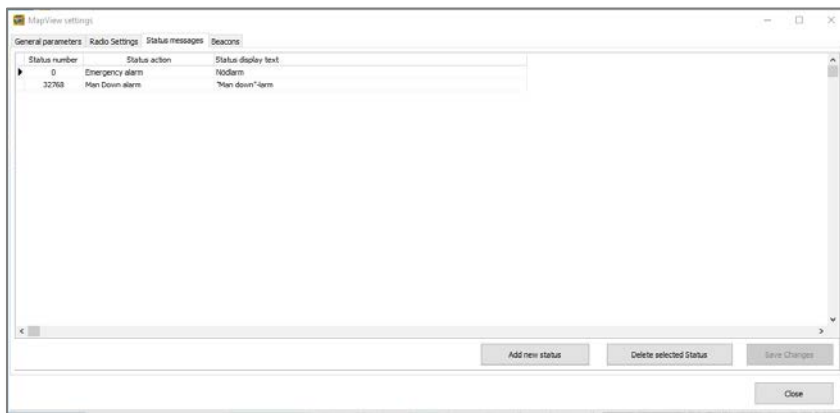 MapView settings
General parameters Radio Settings Status messages Beacons
Status number Status action Status display text
0 Emergency alarm Nödlarm
32768 Man Down alarm "Man down"-larm
Add new status Delete selected Status Save Changes
Close